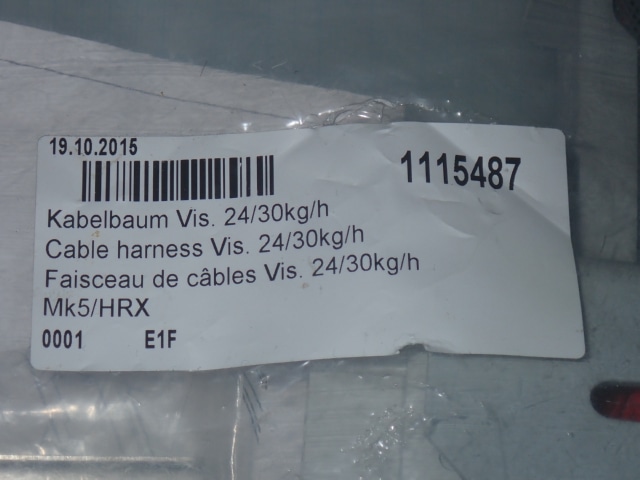 19.10.2015
1115487
Kabelbaum Vis. 24/30kg/h
Cable harness Vis. 24/30kg/h
Faisceau de câbles Vis. 24/30kg/h
Mk5/HRX
0001 E1F